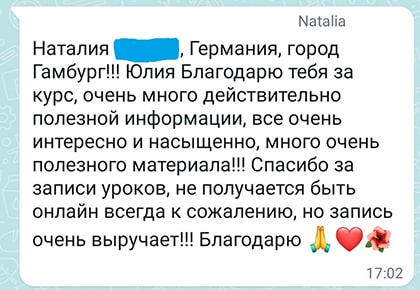 Natalia
Наталия , Германия, город
Гамбург!!! Юлия Благодарю тебя за
курс, очень много действительно
полезной информации, все очень
интересно и насыщенно, много очень
полезного материала!!! Спасибо за
записи уроков, не получается быть
онлайн всегда к сожалению, но запись
очень выручает!!! Благодарю 🙏❤️🌺
17:02